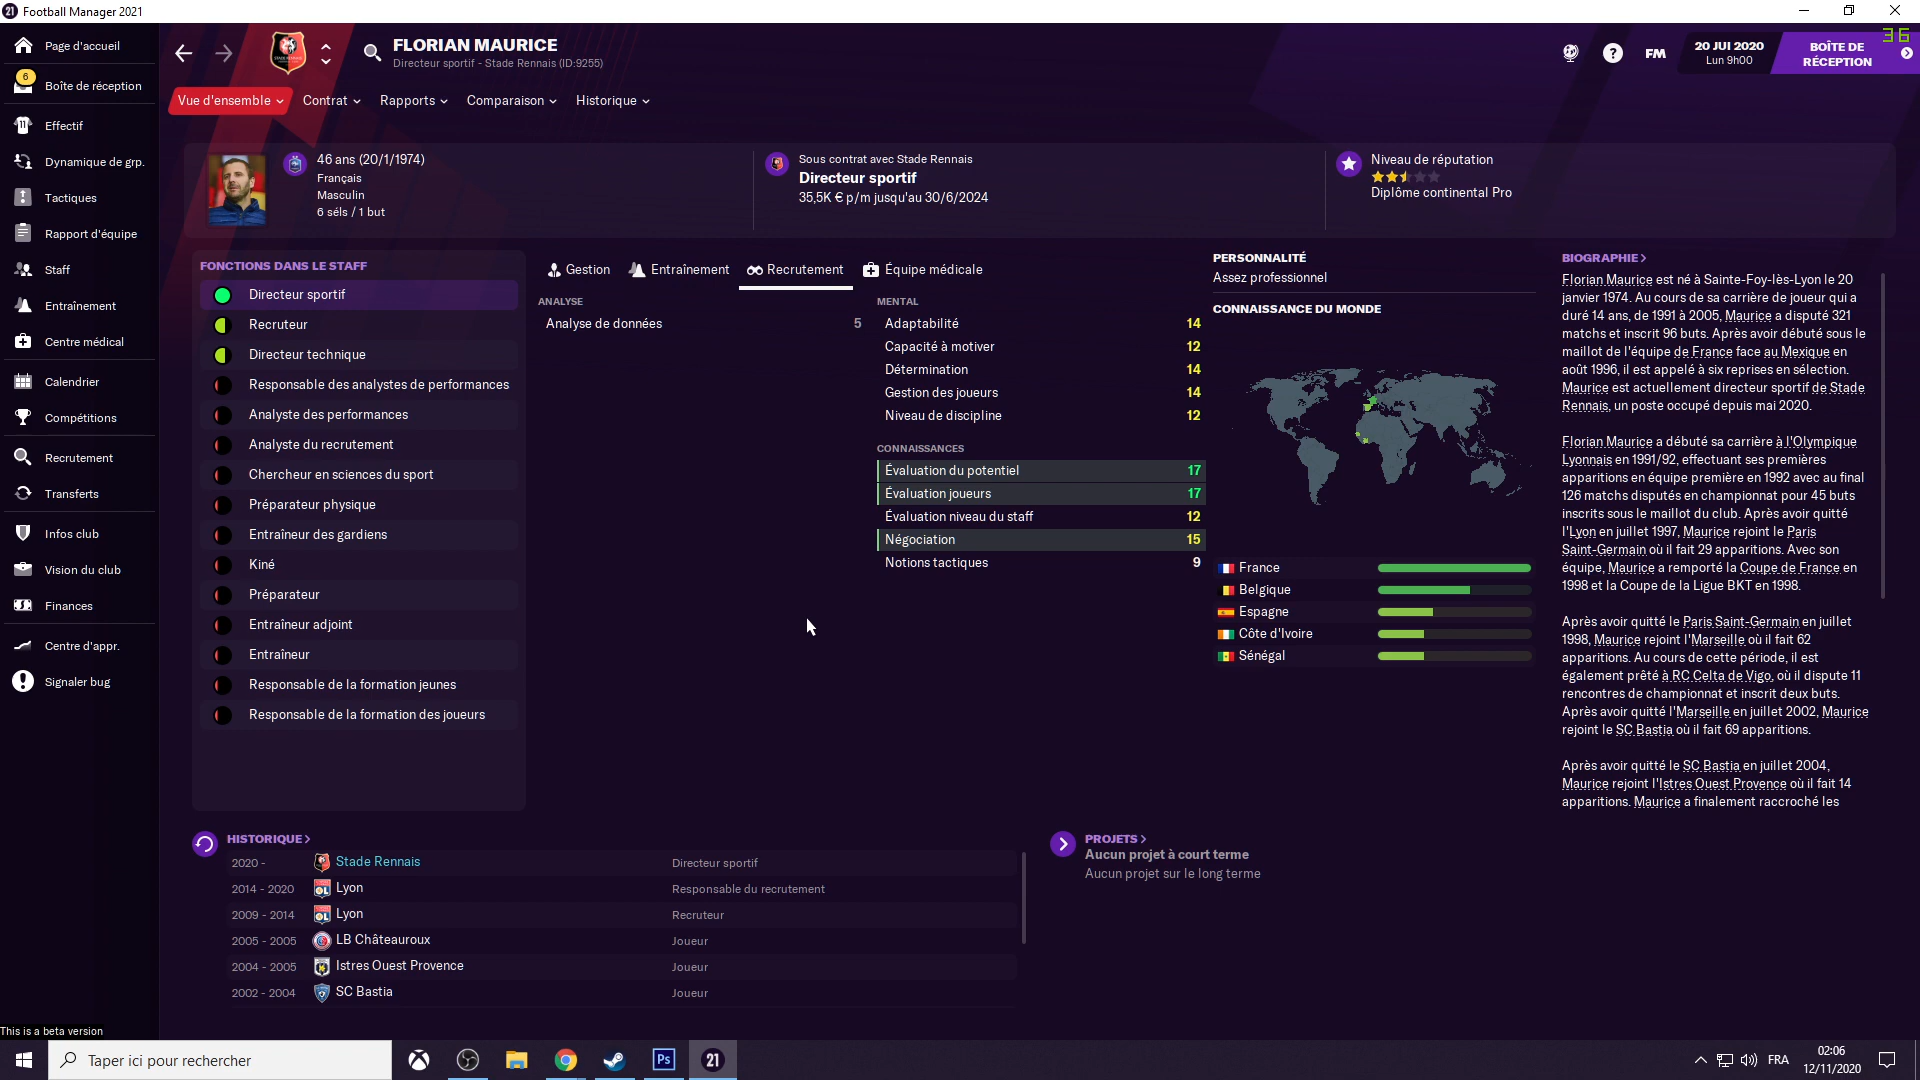 Football Manager 2021
36
Page d'accueil
6
Boîte de réception
11
Effectif
Dynamique de grp.
Tactiques
Rapport d'équipe
Staff
Entraînement
Centre médical
Calendrier
Compétitions
Recrutement
Transferts
Infos club
Vision du club
Finances
Centre d'appr.
Signaler bug
This is a beta version
FLORIAN MAURICE
Directeur sportif - Stade Rennais (ID:9255)
FM
20 JUI 2020
Lun 9h00
BOÎTE DE
RÉCEPTION
Vue d'ensemble
Contrat
Rapports
Comparaison
Historique
46 ans (20/1/1974)
Français
Masculin
6 séls / 1 but
Sous contrat avec Stade Rennais
Directeur sportif
35,5K € p/m jusqu'au 30/6/2024
Niveau de réputation
Diplôme continental Pro
FONCTIONS DANS LE STAFF
Directeur sportif
Recruteur
Directeur technique
Responsable des analystes de performances
Analyste des performances
Analyste du recrutement
Chercheur en sciences du sport
Préparateur physique
Entraîneur des gardiens
Kiné
Préparateur
Entraîneur adjoint
Entraîneur
Responsable de la formation jeunes
Responsable de la formation des joueurs
Gestion
Entraînement
Recrutement
Équipe médicale
ANALYSE
Analyse de données 5
MENTAL
Adaptabilité 14
Capacité à motiver 12
Détermination 14
Gestion des joueurs 14
Niveau de discipline 12
CONNAISSANCES
Évaluation du potentiel 17
Évaluation joueurs 17
Évaluation niveau du staff 12
Négociation 15
Notions tactiques 9
PERSONNALITÉ
Assez professionnel
CONNAISSANCE DU MONDE
France
Belgique
Espagne
Côte d'Ivoire
Sénégal
BIOGRAPHIE
Florian Maurice est né à Sainte-Foy-lès-Lyon le 20
janvier 1974. Au cours de sa carrière de joueur qui a
duré 14 ans, de 1991 à 2005, Maurice a disputé 321
matchs et inscrit 96 buts. Après avoir débuté sous le
maillot de l'équipe de France face au Mexique en
août 1996, il est appelé à six reprises en sélection.
Maurice est actuellement directeur sportif de Stade
Rennais, un poste occupé depuis mai 2020.
Florian Maurice a débuté sa carrière à l'Olympique
Lyonnais en 1991/92, effectuant ses premières
apparitions en équipe première en 1992 avec au final
126 matchs disputés en championnat pour 45 buts
inscrits sous le maillot du club. Après avoir quitté
l'Lyon en juillet 1997, Maurice rejoint le Paris
Saint-Germain où il fait 29 apparitions. Avec son
équipe, Maurice a remporté la Coupe de France en
1998 et la Coupe de la Ligue BKT en 1998.
Après avoir quitté le Paris Saint-Germain en juillet
1998, Maurice rejoint l'Marseille où il fait 62
apparitions. Au cours de cette période, il est
également prêté à RC Celta de Vigo, où il dispute 11
rencontres de championnat et inscrit deux buts.
Après avoir quitté l'Marseille en juillet 2002, Maurice
rejoint le SC Bastia où il fait 69 apparitions.
Après avoir quitté le SC Bastia en juillet 2004,
Maurice rejoint l'Istres Ouest Provence où il fait 14
apparitions. Maurice a finalement raccroché les
HISTORIQUE
2020 - Stade Rennais Directeur sportif
2014 - 2020 Lyon Responsable du recrutement
2009 - 2014 Lyon Recruteur
2005 - 2005 LB Châteauroux Joueur
2004 - 2005 Istres Ouest Provence Joueur
2002 - 2004 SC Bastia Joueur
PROJETS
Aucun projet à court terme
Aucun projet sur le long terme
Taper ici pour rechercher
Ps
21
FRA
02:06
12/11/2020